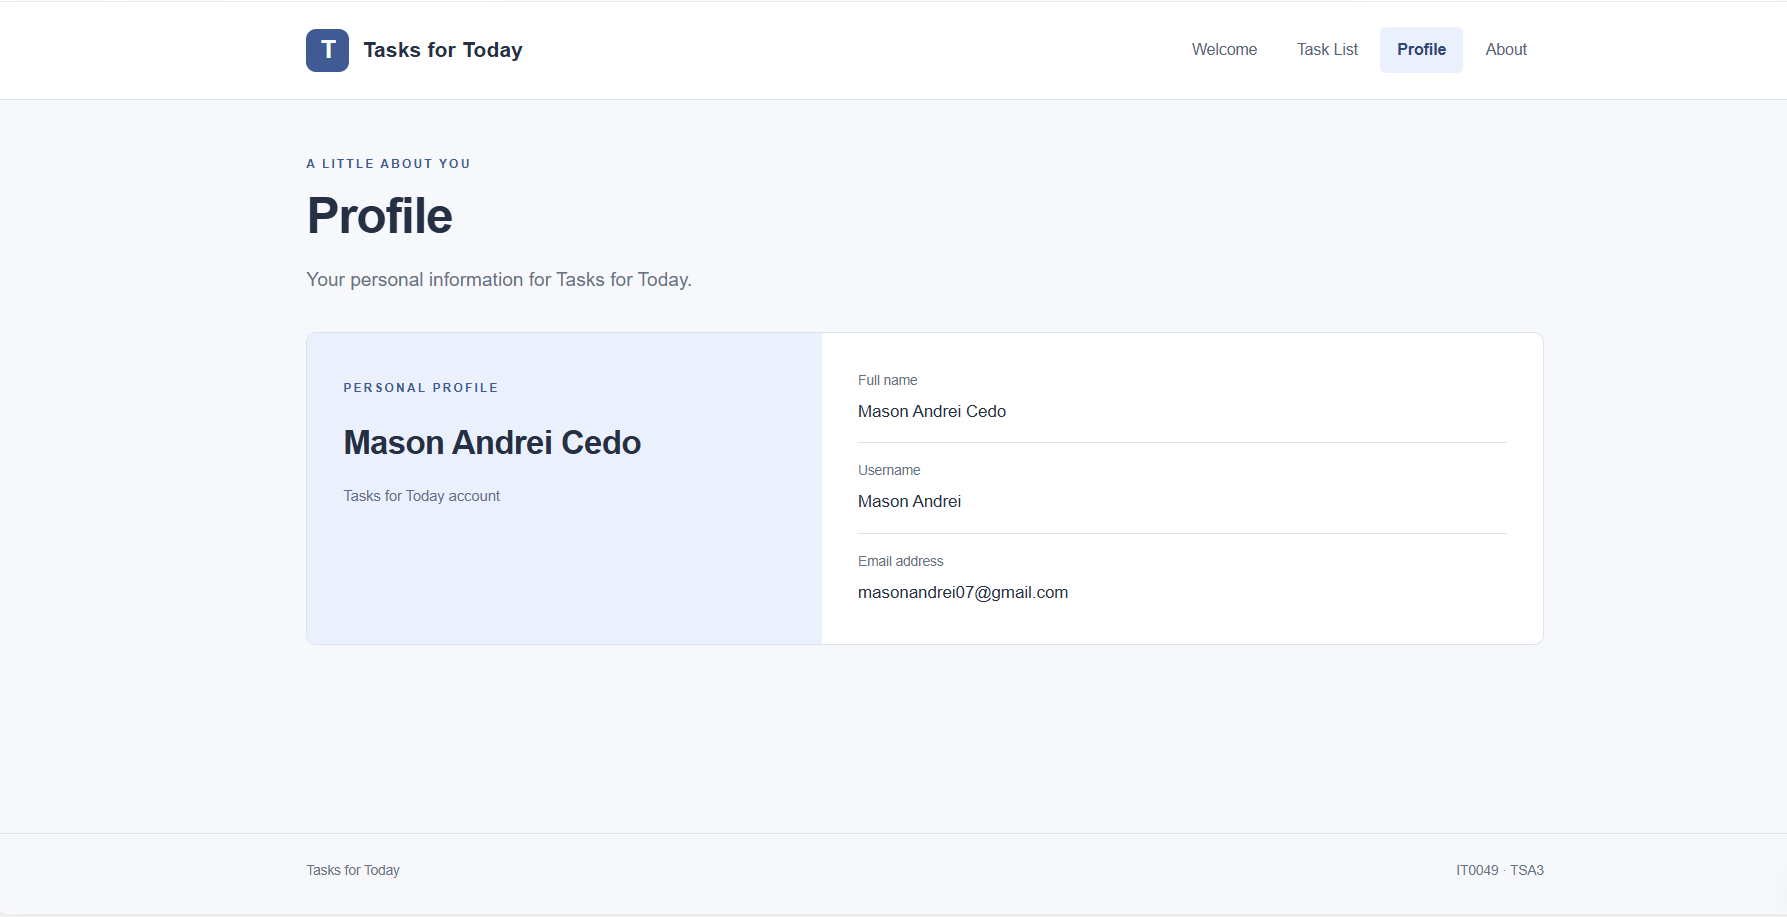 T Tasks for Today
Welcome Task List Profile About
A LITTLE ABOUT YOU
Profile
Your personal information for Tasks for Today.
PERSONAL PROFILE
Mason Andrei Cedo
Tasks for Today account
Full name
Mason Andrei Cedo
Username
Mason Andrei
Email address
masonandrei07@gmail.com
Tasks for Today
IT0049 · TSA3